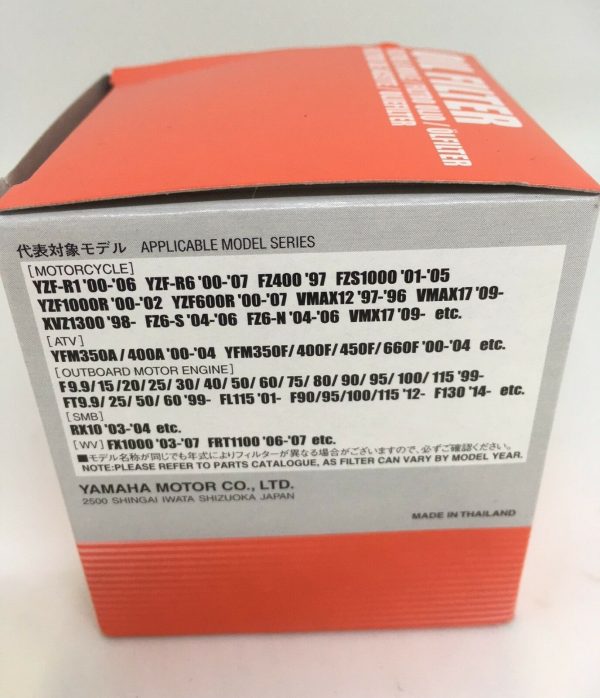 OIL FILTER
/ ÖLFILTER
代表対象モデル APPLICABLE MODEL SERIES
[MOTORCYCLE]
YZF-R1 '00-'06 YZF-R6 '00-'07 FZ400 '97 FZS1000 '01-'05
YZF1000R '00-'02 YZF600R '00-'07 VMAX12 '97-'96 VMAX17 '09-
XVZ1300 '98- FZ6-S '04-'06 FZ6-N '04-'06 VMX17 '09- etc.
[ATV]
YFM350A/400A '00-'04 YFM350F/400F/450F/660F '00-'04 etc.
[OUTBOARD MOTOR ENGINE]
F9.9/15/20/25/30/40/50/60/75/80/90/95/100/115 '99-
FT9.9/25/50/60 '99- FL115 '01- F90/95/100/115 '12- F130 '14- etc.
[SMB]
RX10 '03-'04 etc.
[WV] FX1000 '03-'07 FRT1100 '06-'07 etc.
■モデル名称が同じでも年式によりフィルターが異なる場合がございますので、必ずご確認ください。
NOTE:PLEASE REFER TO PARTS CATALOGUE, AS FILTER CAN VARY BY MODEL YEAR.
YAMAHA MOTOR CO., LTD.
2500 SHINGAI IWATA SHIZUOKA JAPAN
MADE IN THAILAND